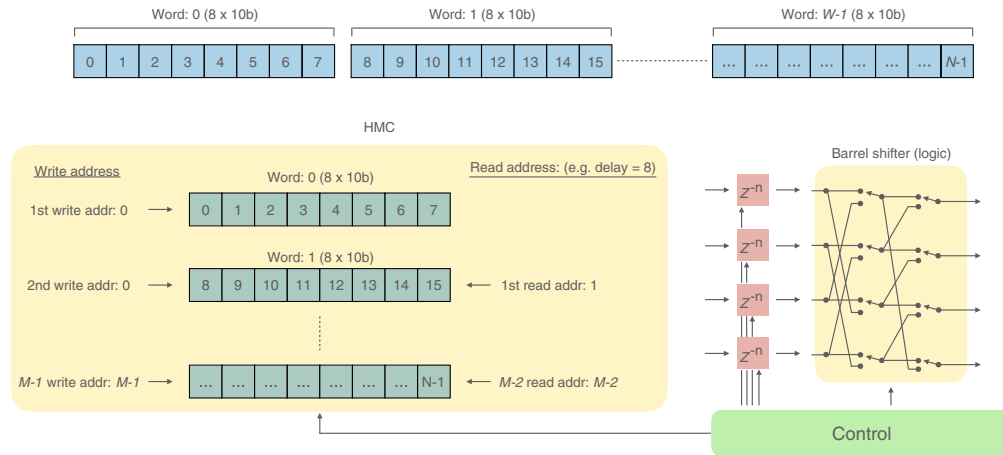 Word: 0 (8 x 10b) Word: 1 (8 x 10b) Word: W-1 (8 x 10b)
0 1 2 3 4 5 6 7 8 9 10 11 12 13 14 15 ... ... ... ... ... ... ... N-1
HMC
Write address
Read address: (e.g. delay = 8)
Word: 0 (8 x 10b)
1st write addr: 0
0 1 2 3 4 5 6 7
Word: 1 (8 x 10b)
2nd write addr: 0
8 9 10 11 12 13 14 15
1st read addr: 1
M-1 write addr: M-1
... ... ... ... ... ... ... N-1
M-2 read addr: M-2
Barrel shifter (logic)
z⁻ⁿ
z⁻ⁿ
z⁻ⁿ
z⁻ⁿ
Control